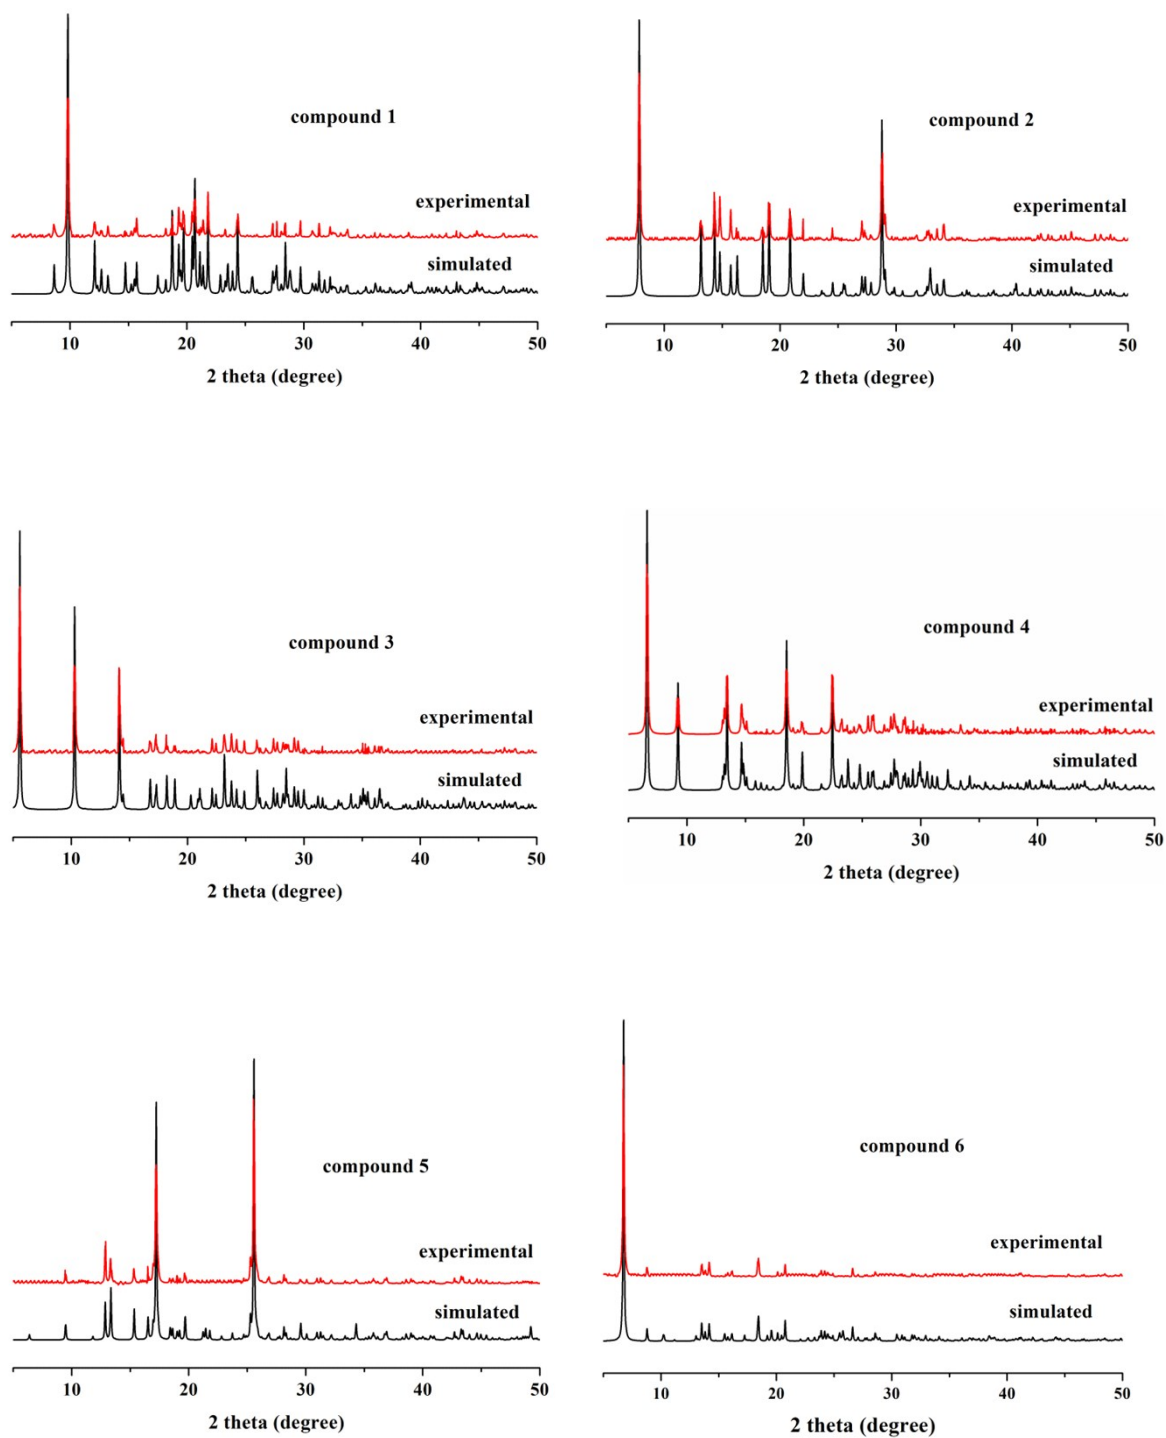 compound 1
experimental
simulated
10 20 30 40 50
2 theta (degree)
compound 2
experimental
simulated
10 20 30 40 50
2 theta (degree)
compound 3
experimental
simulated
10 20 30 40 50
2 theta (degree)
compound 4
experimental
simulated
10 20 30 40 50
2 theta (degree)
compound 5
experimental
simulated
10 20 30 40 50
2 theta (degree)
compound 6
experimental
simulated
10 20 30 40 50
2 theta (degree)